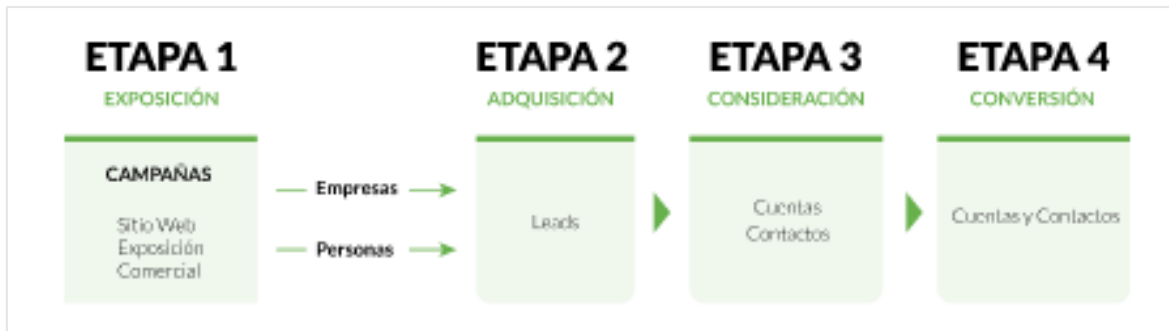 ETAPA 1
EXPOSICIÓN
CAMPAÑAS
Sitio Web
Exposición
Comercial
Empresas
Personas
ETAPA 2
ADQUISICIÓN
Leads
ETAPA 3
CONSIDERACIÓN
Cuentas
Contactos
ETAPA 4
CONVERSIÓN
Cuentas y Contactos